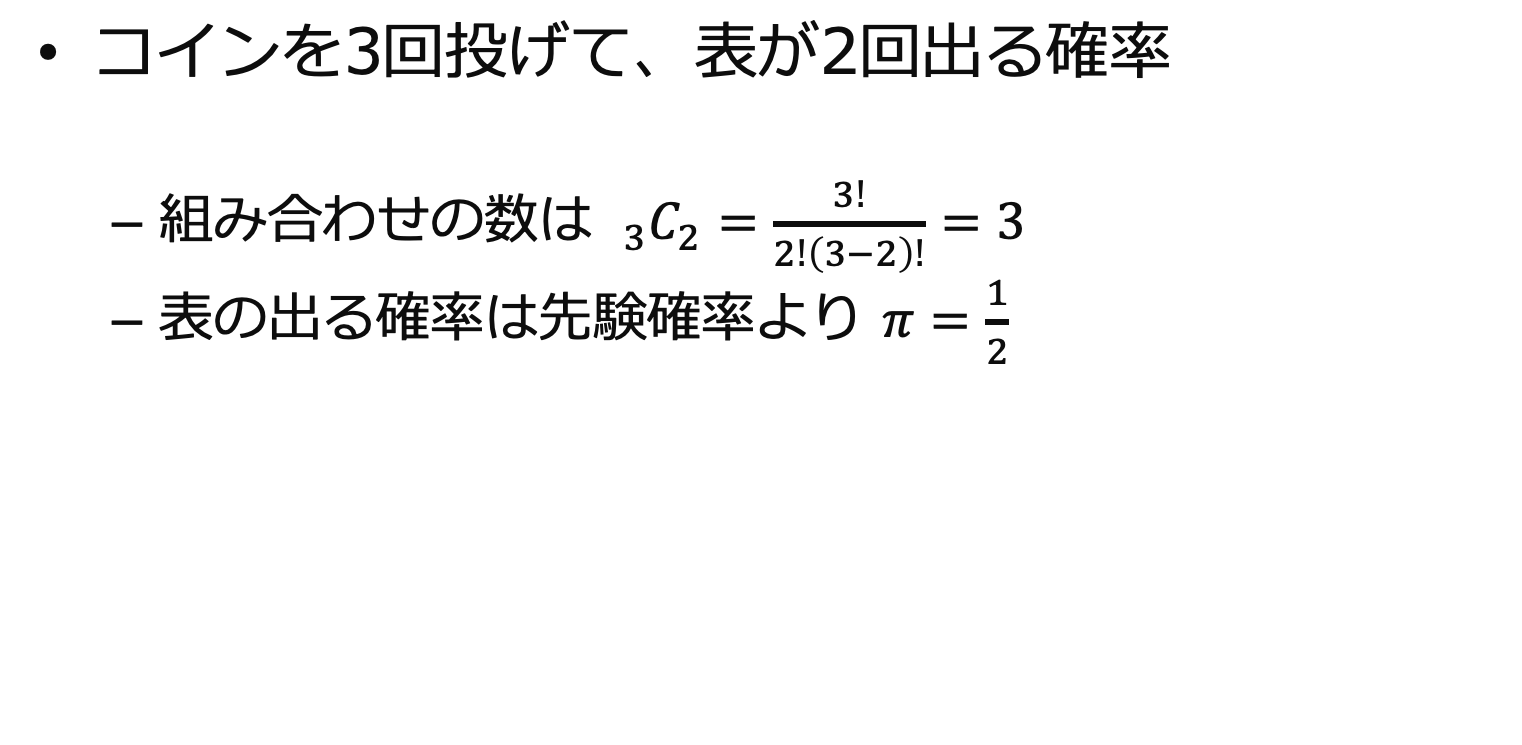 • コインを3回投げて、表が2回出る確率
– 組み合わせの数は ₃C₂ = 3!/2!(3−2)! = 3
– 表の出る確率は先験確率より π = 1/2